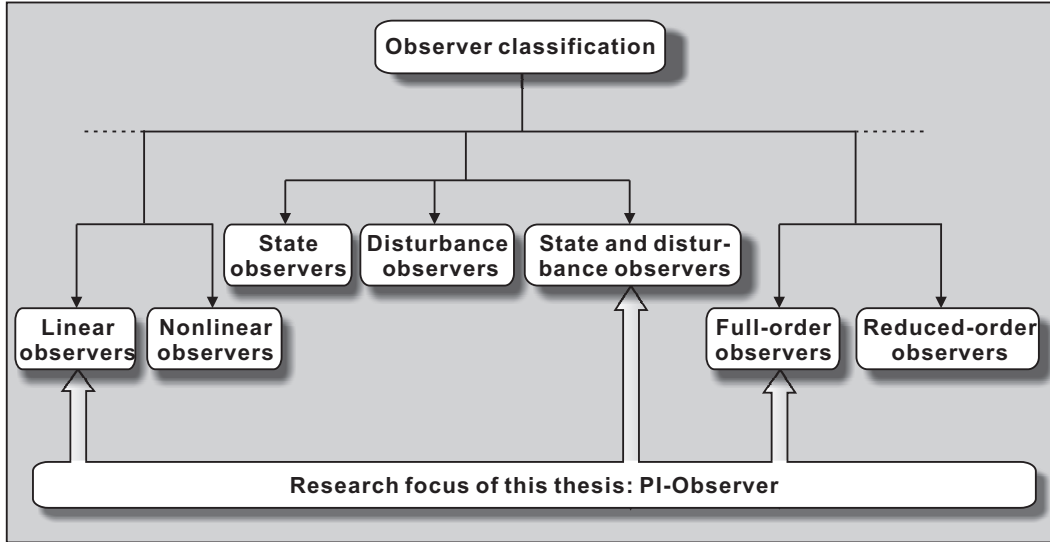 Observer classification
State
observers
Disturbance
observers
State and distur-
bance observers
Linear
observers
Nonlinear
observers
Full-order
observers
Reduced-order
observers
Research focus of this thesis: PI-Observer